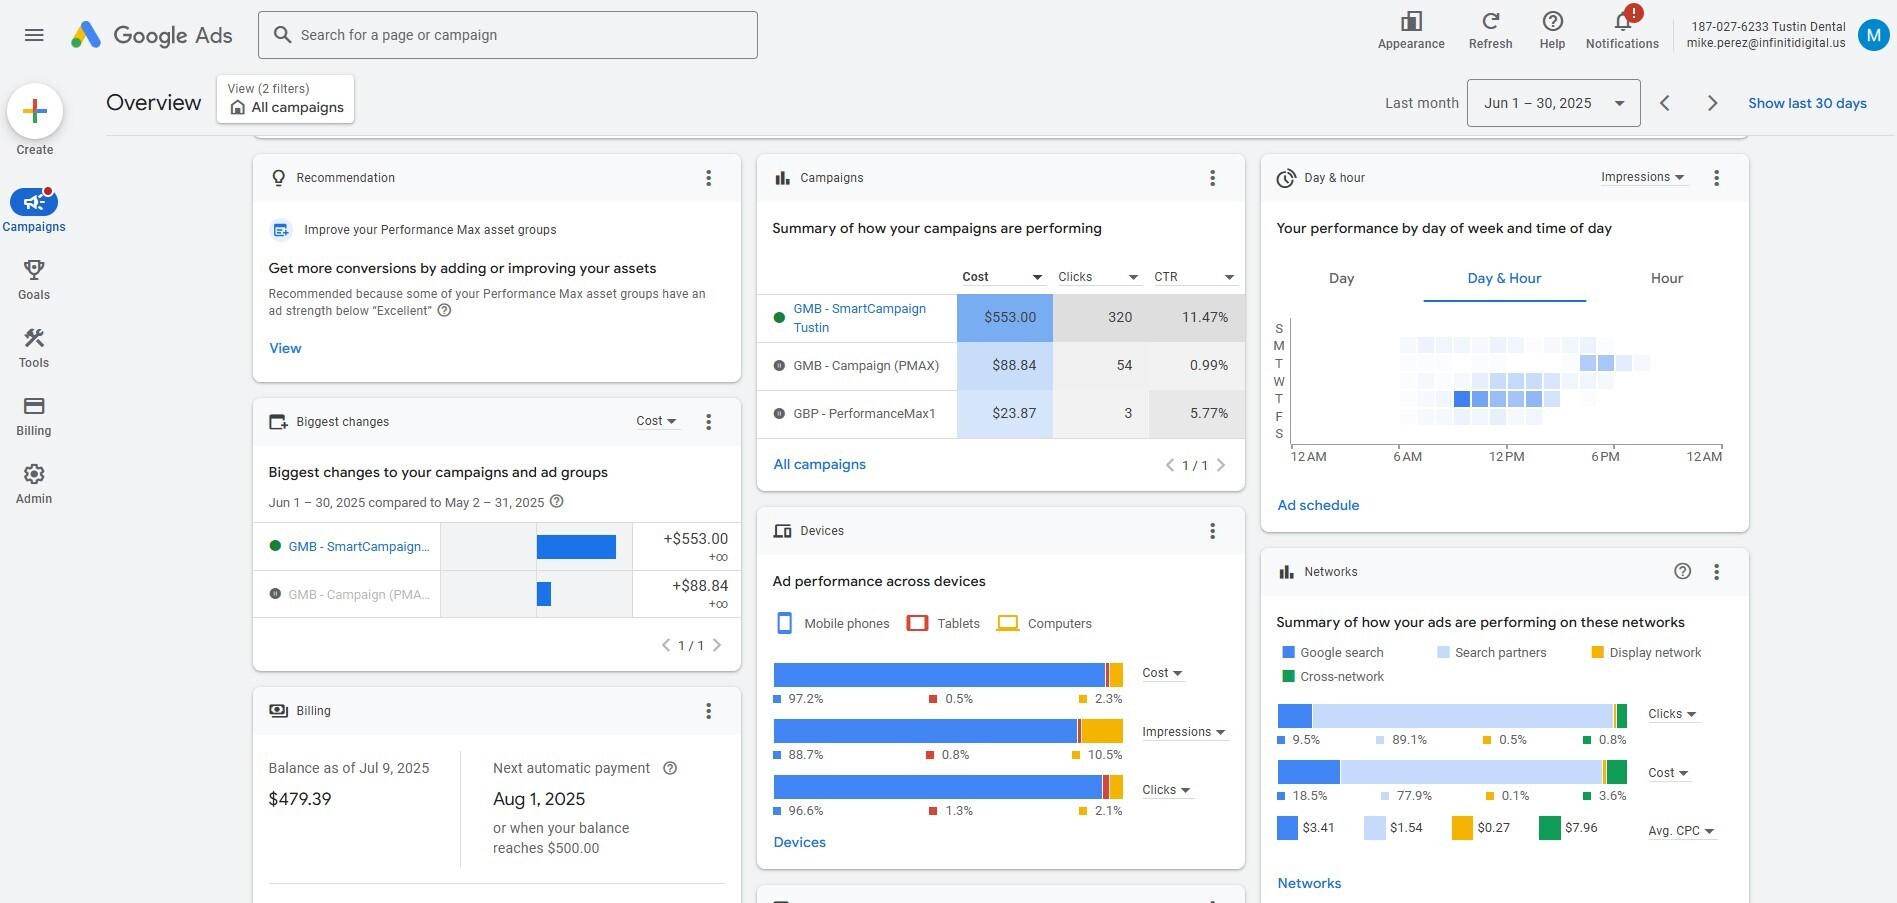 Google Ads
Search for a page or campaign
Appearance
Refresh
Help
!
Notifications
187-027-6233 Tustin Dental
mike.perez@infinitidigital.us
M
Create
Campaigns
Goals
Tools
Billing
Admin
Overview
View (2 filters)
All campaigns
Last month
Jun 1 – 30, 2025
Show last 30 days
Recommendation
Improve your Performance Max asset groups
Get more conversions by adding or improving your assets
Recommended because some of your Performance Max asset groups have an
ad strength below “Excellent”
View
Biggest changes
Cost
Biggest changes to your campaigns and ad groups
Jun 1 – 30, 2025 compared to May 2 – 31, 2025
GMB - SmartCampaign...
+$553.00
+∞
GMB - Campaign (PMA...
+$88.84
+∞
1 / 1
Billing
Balance as of Jul 9, 2025
$479.39
Next automatic payment
Aug 1, 2025
or when your balance
reaches $500.00
Campaigns
Summary of how your campaigns are performing
Cost Clicks CTR
GMB - SmartCampaign
Tustin
$553.00 320 11.47%
GMB - Campaign (PMAX) $88.84 54 0.99%
GBP - PerformanceMax1 $23.87 3 5.77%
All campaigns
1 / 1
Devices
Ad performance across devices
Mobile phones Tablets Computers
Cost
97.2% 0.5% 2.3%
Impressions
88.7% 0.8% 10.5%
Clicks
96.6% 1.3% 2.1%
Devices
Day & hour
Impressions
Your performance by day of week and time of day
Day Day & Hour Hour
S
M
T
W
T
F
S
12 AM 6 AM 12 PM 6 PM 12 AM
Ad schedule
Networks
Summary of how your ads are performing on these networks
Google search Search partners Display network
Cross-network
Clicks
9.5% 89.1% 0.5% 0.8%
Cost
18.5% 77.9% 0.1% 3.6%
$3.41 $1.54 $0.27 $7.96 Avg. CPC
Networks